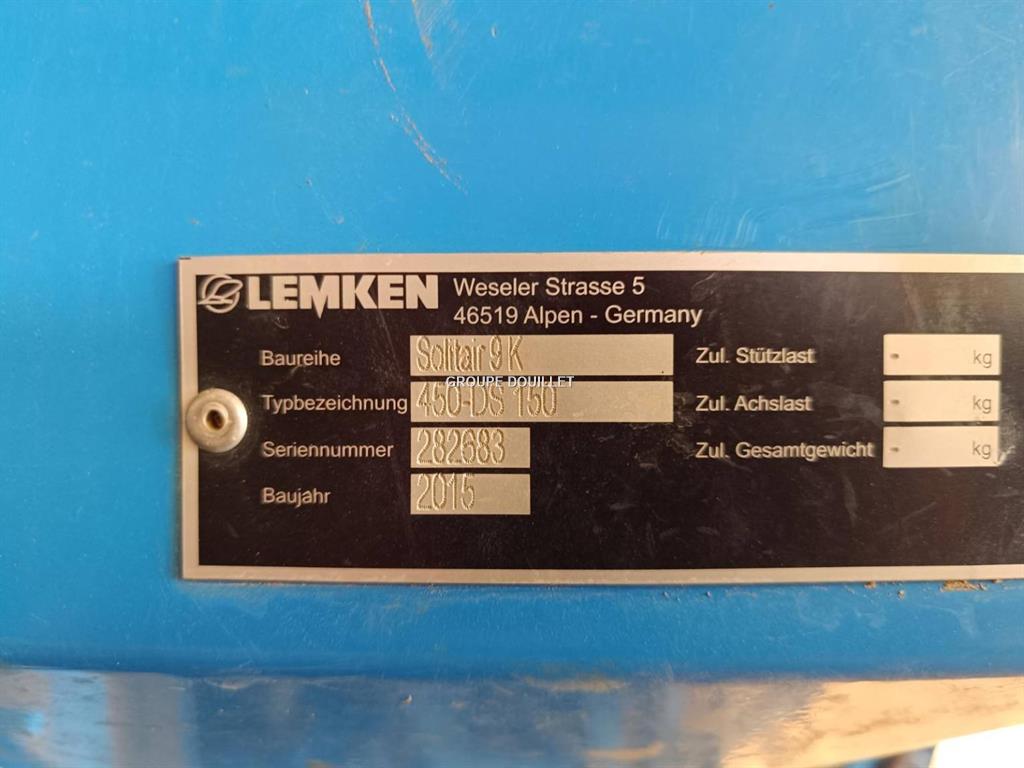 LEMKEN
Weseler Strasse 5
46519 Alpen - Germany
Baureihe Solitair 9 K
GROUPE DOUILLET
Typbezeichnung 450-DS 150
Seriennummer 282683
Baujahr 2015
Zul. Stützlast - kg
Zul. Achslast - kg
Zul. Gesamtgewicht - kg